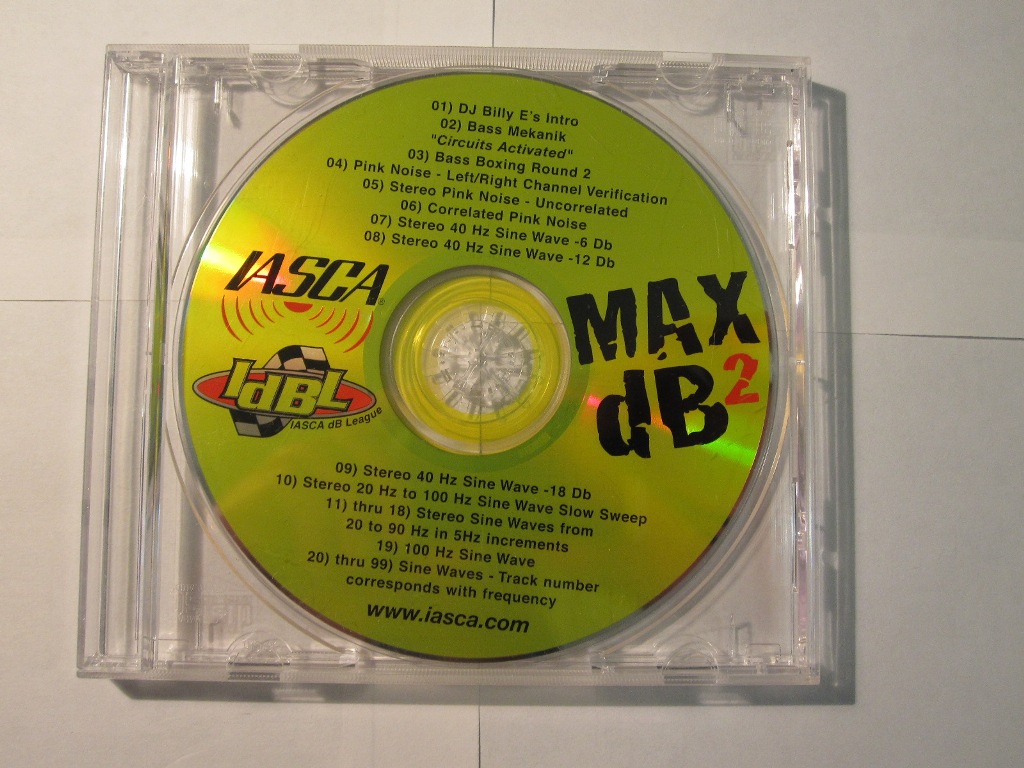 01) DJ Billy E's Intro
02) Bass Mekanik
"Circuits Activated"
03) Bass Boxing Round 2
04) Pink Noise - Left/Right Channel Verification
05) Stereo Pink Noise - Uncorrelated
06) Correlated Pink Noise
07) Stereo 40 Hz Sine Wave -6 Db
08) Stereo 40 Hz Sine Wave -12 Db
IASCA®
IdBL
IASCA dB League
MAX
dB2
09) Stereo 40 Hz Sine Wave -18 Db
10) Stereo 20 Hz to 100 Hz Sine Wave Slow Sweep
11) thru 18) Stereo Sine Waves from
20 to 90 Hz in 5Hz increments
19) 100 Hz Sine Wave
20) thru 99) Sine Waves - Track number
corresponds with frequency
www.iasca.com